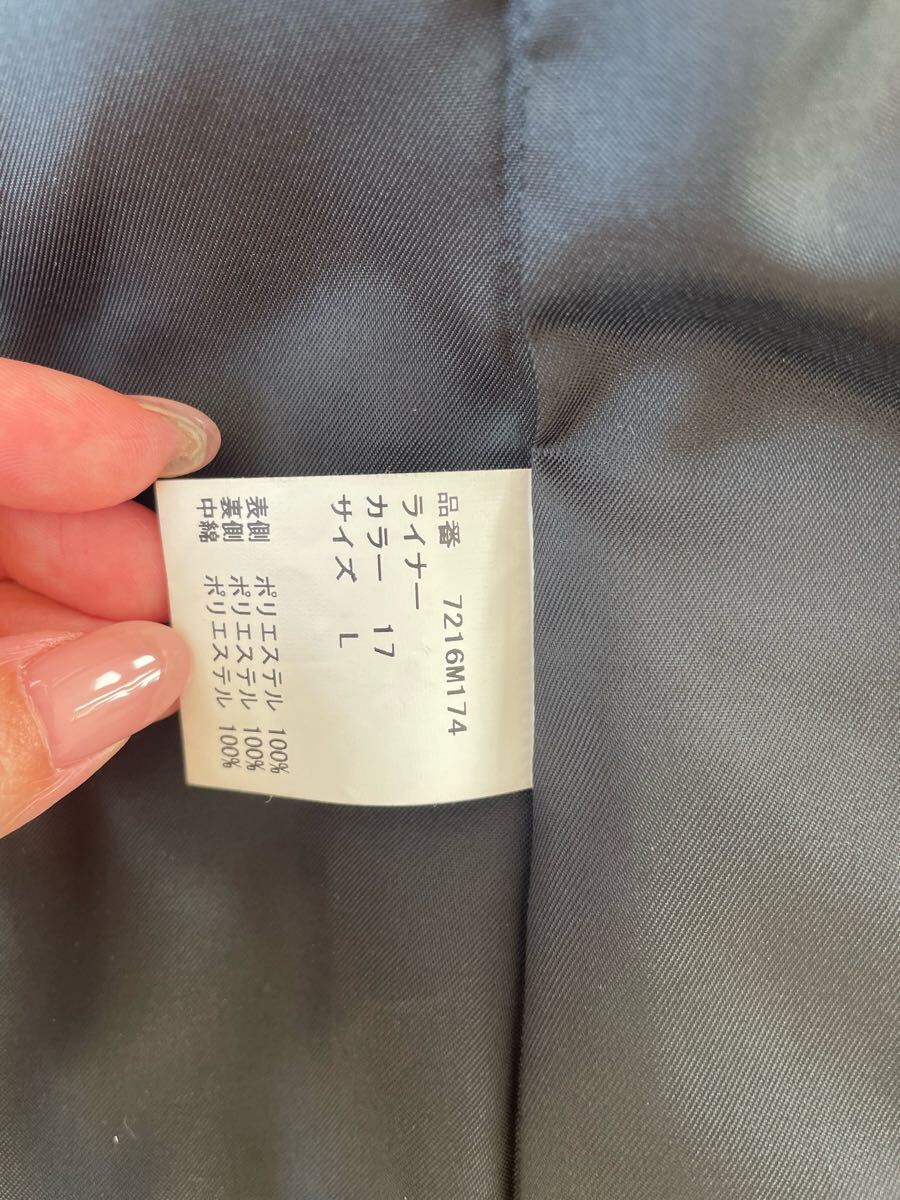 品番 7216M174
ライナー
カラー 17
サイズ L
表側 ポリエステル 100%
裏側 ポリエステル 100%
中綿 ポリエステル 100%